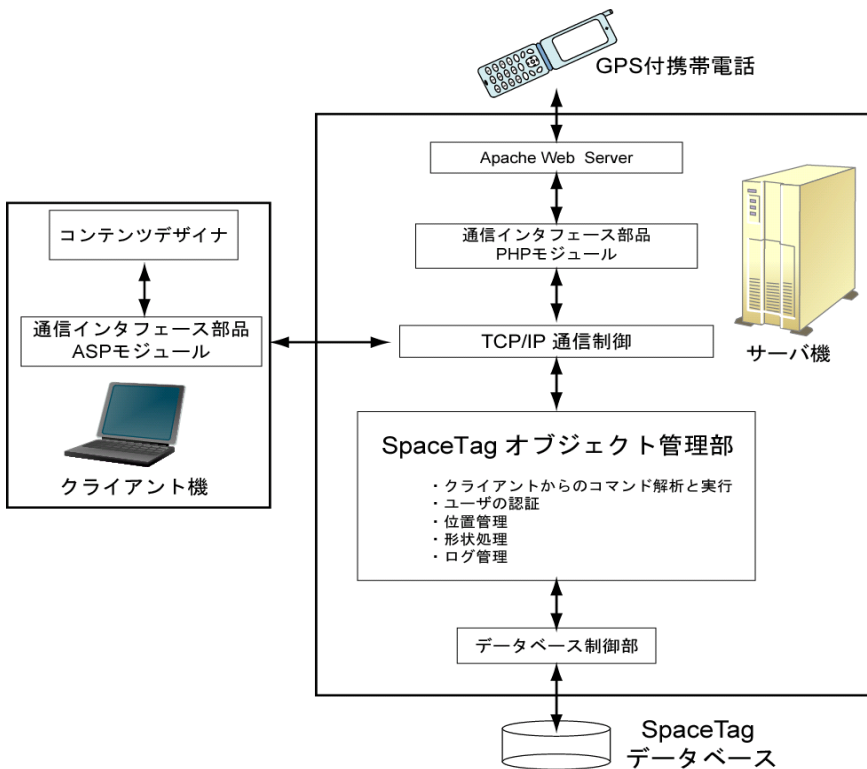 GPS付携帯電話
Apache Web Server
通信インタフェース部品
PHPモジュール
TCP/IP 通信制御
サーバ機
コンテンツデザイナ
通信インタフェース部品
ASPモジュール
クライアント機
SpaceTag オブジェクト管理部
・クライアントからのコマンド解析と実行
・ユーザの認証
・位置管理
・形状処理
・ログ管理
データベース制御部
SpaceTag
データベース